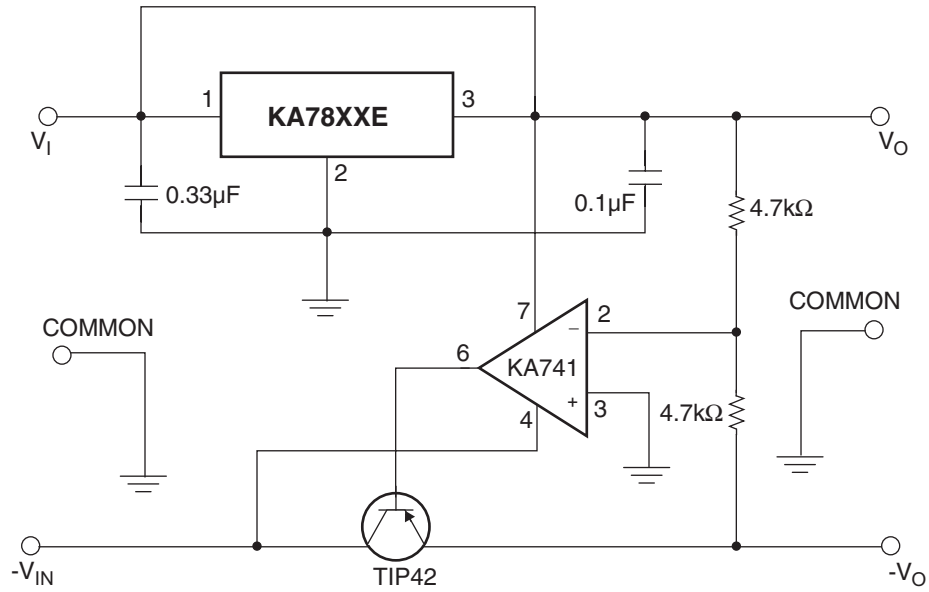 1
KA78XXE
3
V_I
2
V_O
0.33µF
0.1µF
4.7kΩ
COMMON
7
2
COMMON
6
−
KA741
+
4
3
4.7kΩ
-V_IN
TIP42
-V_O